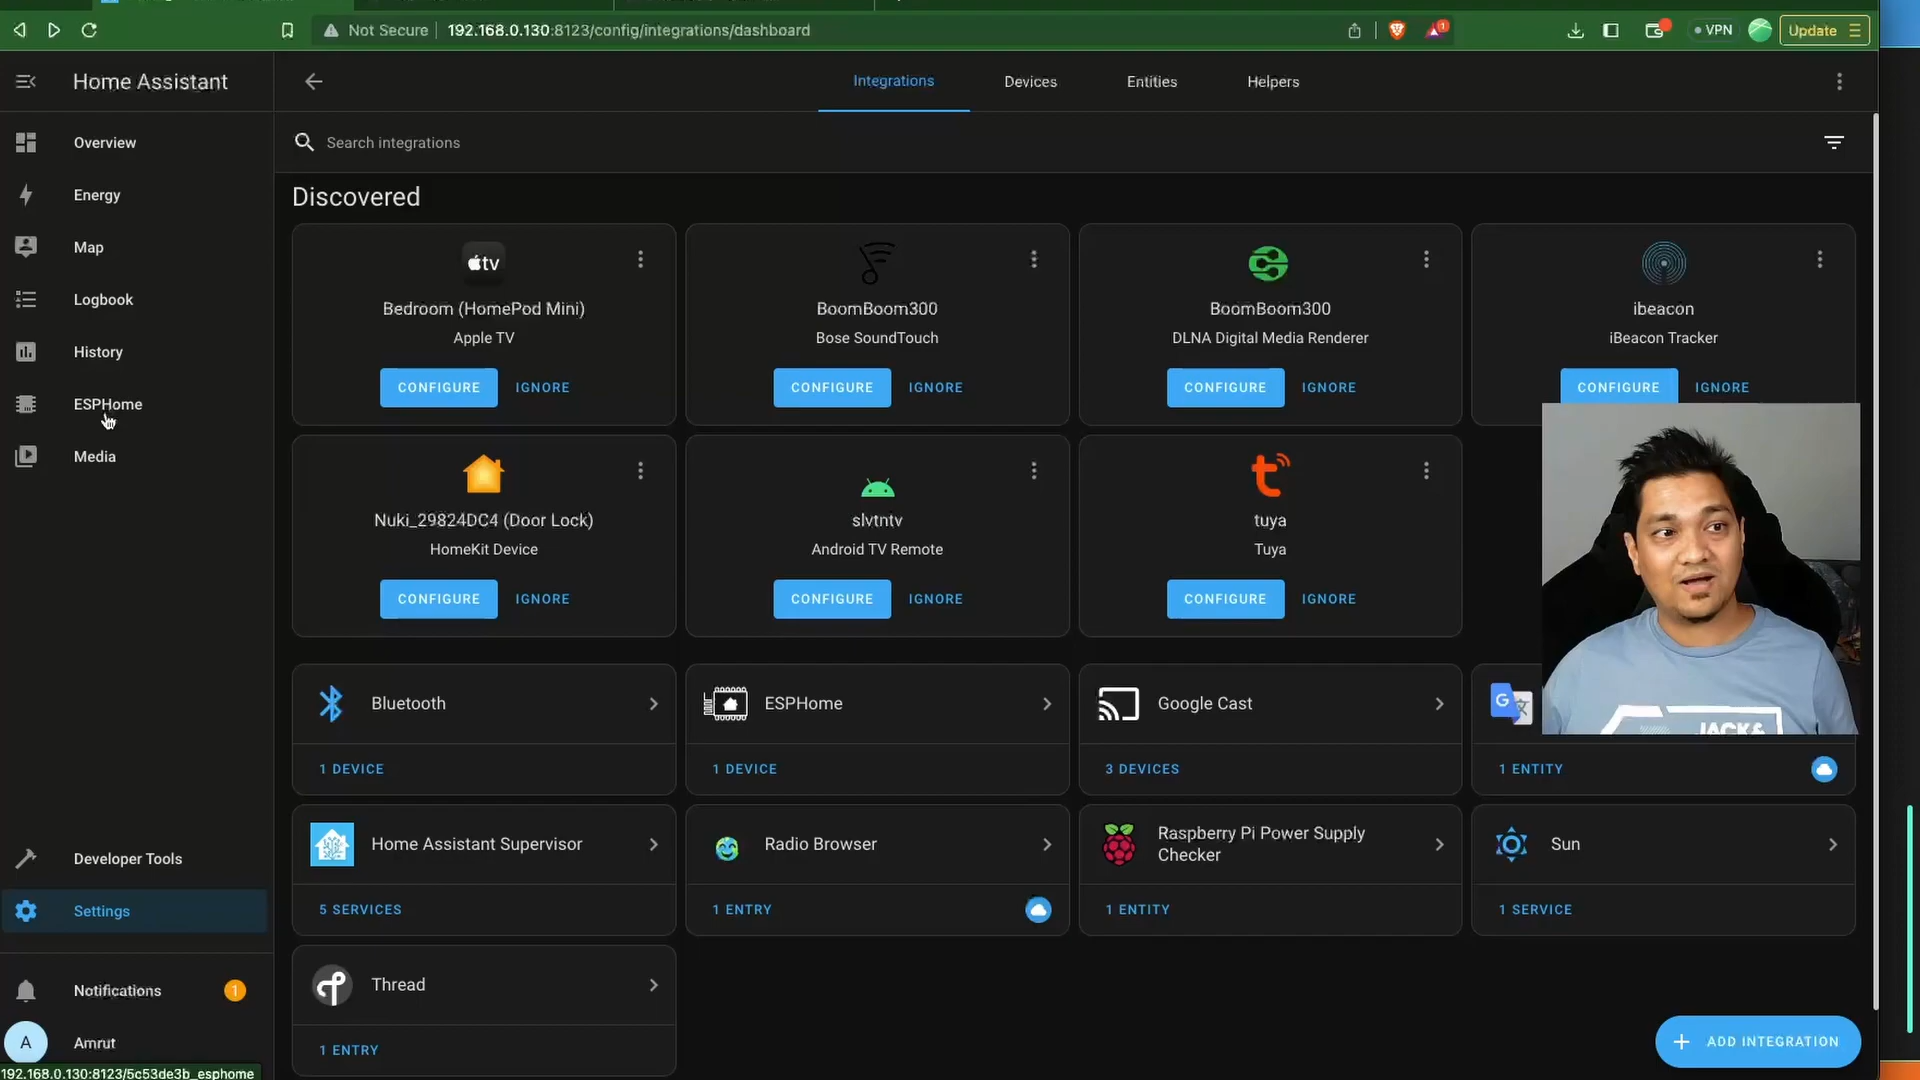 Not Secure
192.168.0.130:8123/config/integrations/dashboard
1
VPN
Update
Home Assistant
Integrations
Devices
Entities
Helpers
Search integrations
Overview
Energy
Map
Logbook
History
ESPHome
Media
Developer Tools
Settings
Notifications
1
A
Amrut
192.168.0.130:8123/5c53de3b_esphome
Discovered
tv
Bedroom (HomePod Mini)
Apple TV
CONFIGURE
IGNORE
BoomBoom300
Bose SoundTouch
CONFIGURE
IGNORE
BoomBoom300
DLNA Digital Media Renderer
CONFIGURE
IGNORE
ibeacon
iBeacon Tracker
CONFIGURE
IGNORE
Nuki_29824DC4 (Door Lock)
HomeKit Device
CONFIGURE
IGNORE
slvtntv
Android TV Remote
CONFIGURE
IGNORE
t
tuya
Tuya
CONFIGURE
IGNORE
JACK&
Bluetooth
1 DEVICE
ESPHome
1 DEVICE
Google Cast
3 DEVICES
G
1 ENTITY
Home Assistant Supervisor
5 SERVICES
Radio Browser
1 ENTRY
Raspberry Pi Power Supply
Checker
1 ENTITY
Sun
1 SERVICE
Thread
1 ENTRY
ADD INTEGRATION